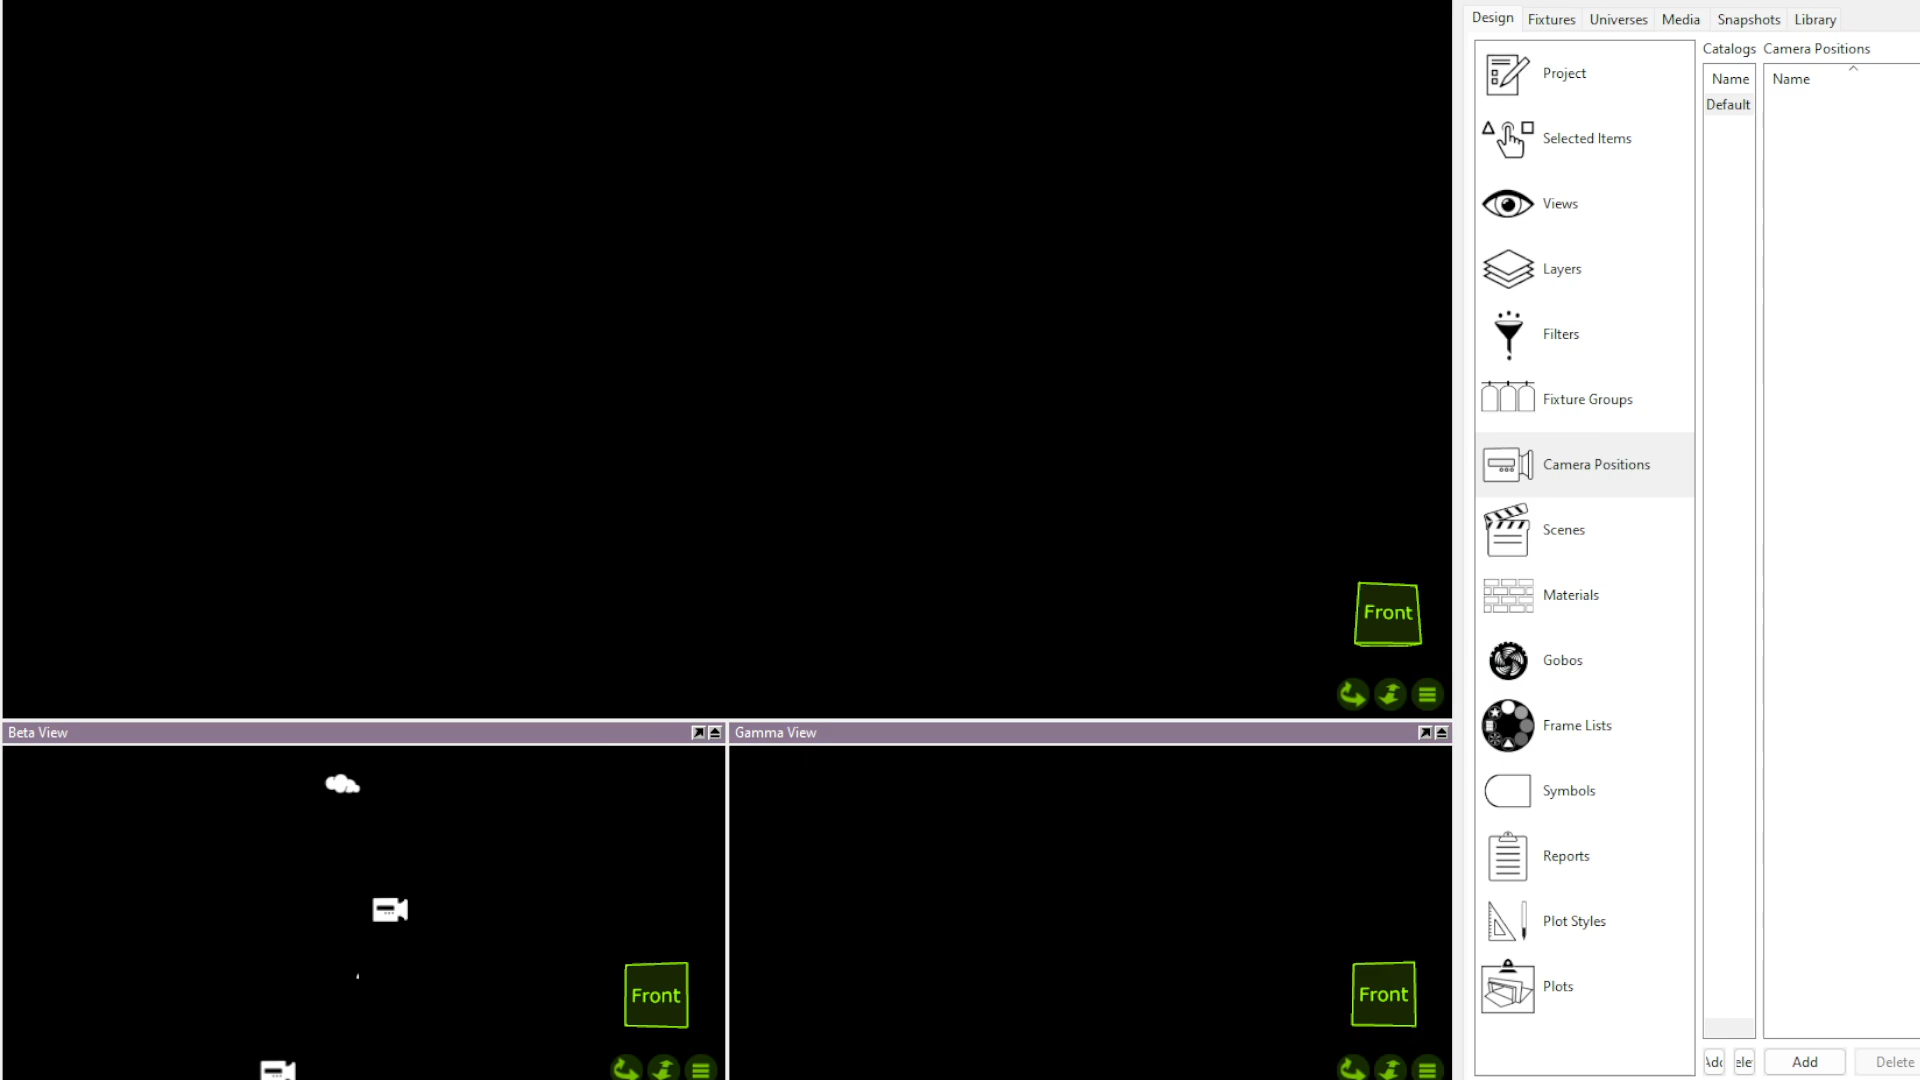 Design Fixtures Universes Media Snapshots Library
Catalogs Camera Positions
Name Name
Default
Project
Selected Items
Views
Layers
Filters
Fixture Groups
Camera Positions
Scenes
Materials
Gobos
Frame Lists
Symbols
Reports
Plot Styles
Plots
Add Delete
Front
Beta View
Front
Gamma View
Front